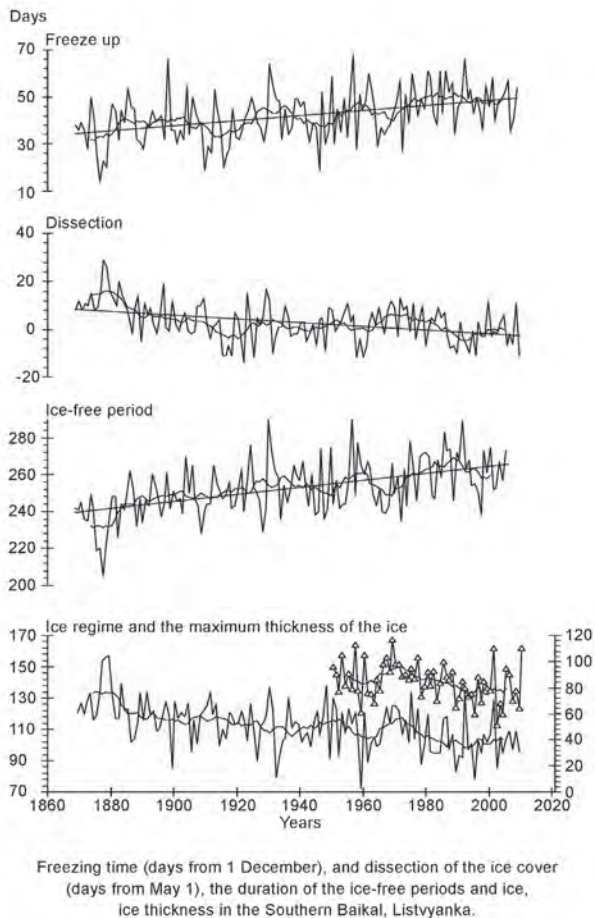 Days
Freeze up
70
50
30
10
Dissection
40
20
0
-20
Ice-free period
280
260
240
220
200
Ice regime and the maximum thickness of the ice
170
150
130
110
90
70
120
100
80
60
40
20
0
1860 1880 1900 1920 1940 1960 1980 2000 2020
Years
Freezing time (days from 1 December), and dissection of the ice cover
(days from May 1), the duration of the ice-free periods and ice,
ice thickness in the Southern Baikal, Listvyanka.